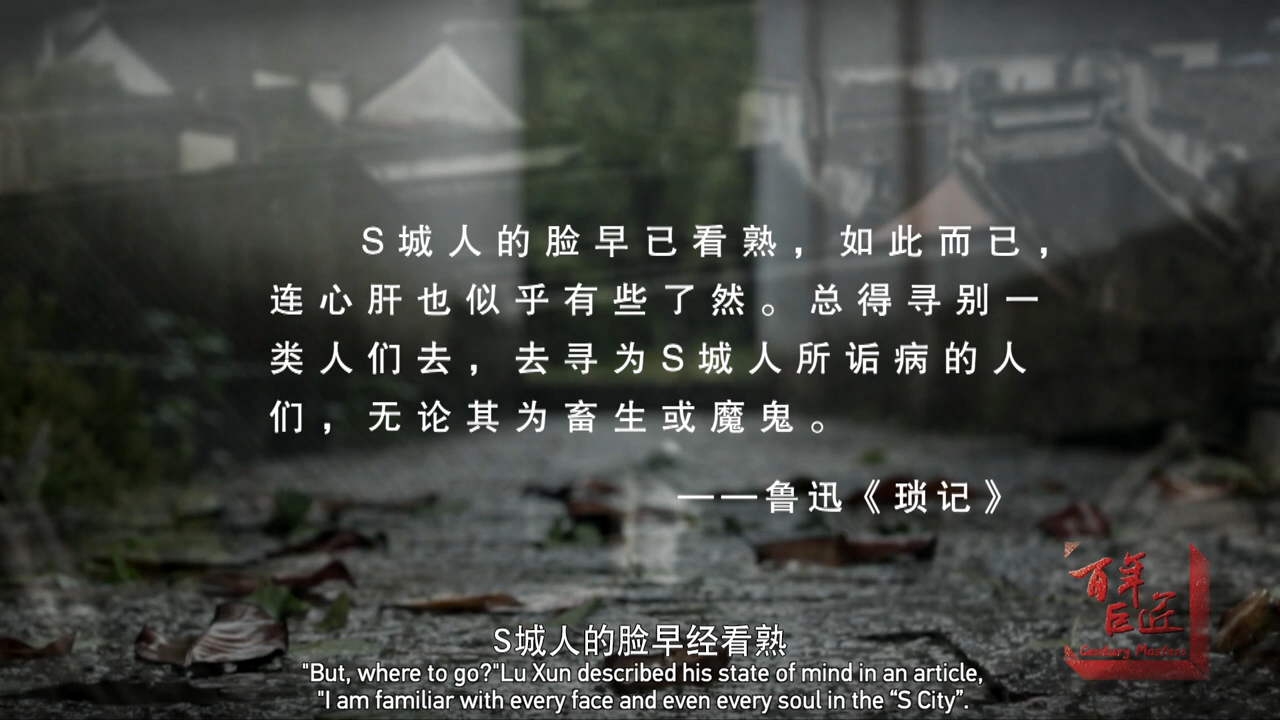 S城人的脸早已看熟，如此而已，
连心肝也似乎有些了然。总得寻别一
类人们去，去寻为S城人所诟病的人
们，无论其为畜生或魔鬼。
——鲁迅《琐记》
百年
巨匠
Century Masters
S城人的脸早经看熟
"But, where to go?"Lu Xun described his state of mind in an article,
"I am familiar with every face and even every soul in the “S City”.